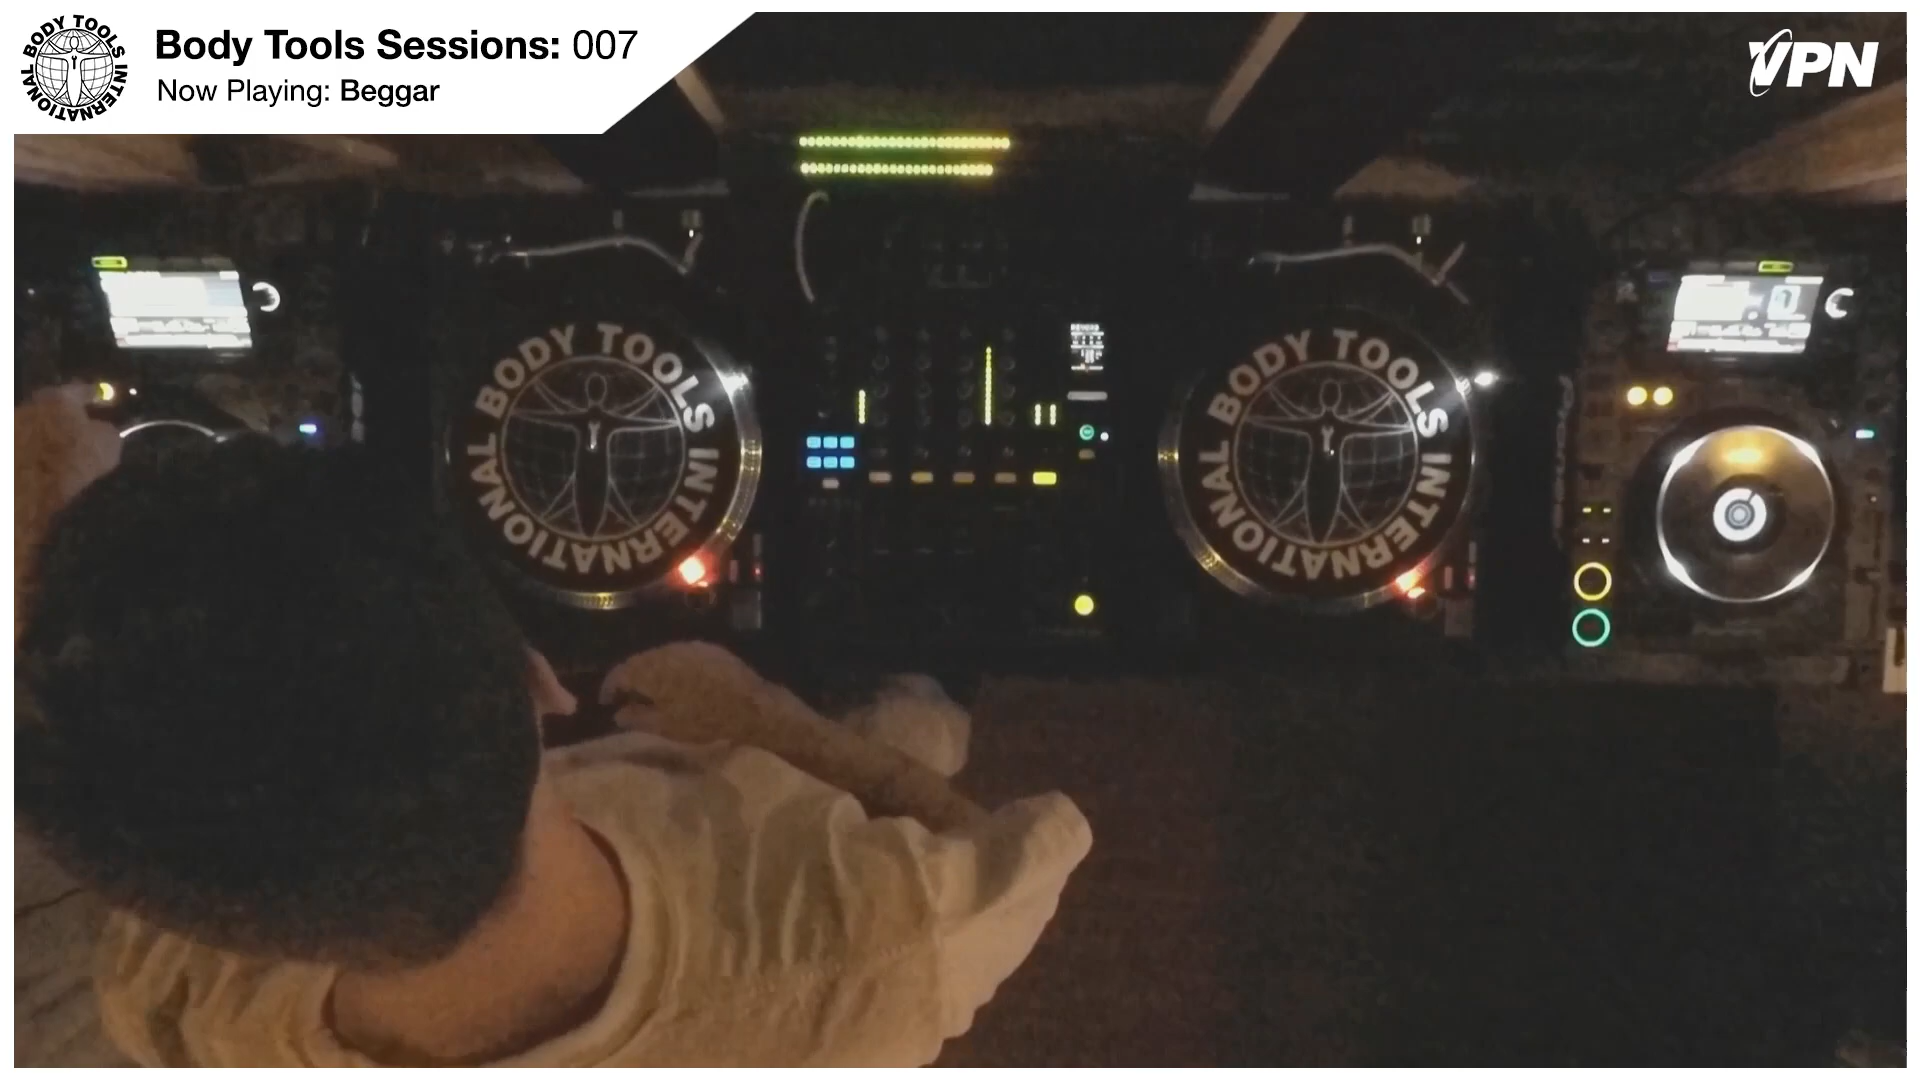 BODY TOOLS INTERNATIONAL
Body Tools Sessions: 007
Now Playing: Beggar
VPN
BODY TOOLS INTERNATIONAL
BODY TOOLS INTERNATIONAL